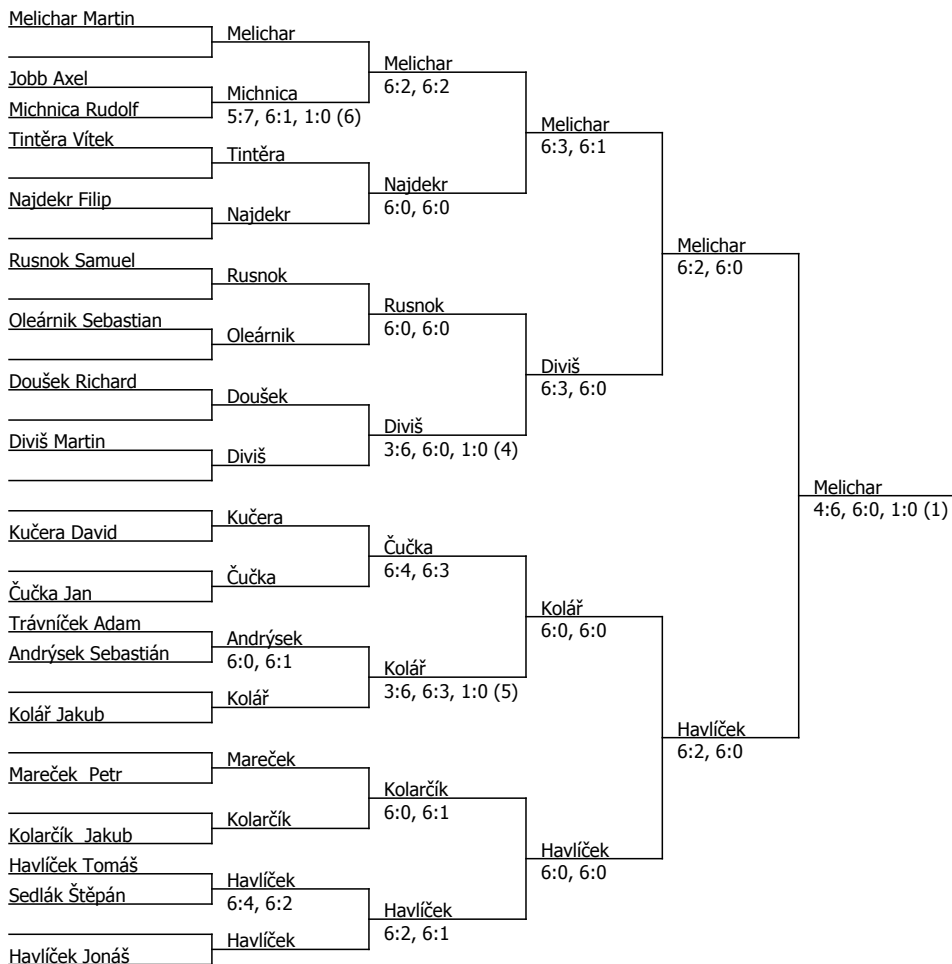 Melichar Martin
Jobb Axel
Michnica Rudolf
Tintěra Vítek
Najdekr Filip
Rusnok Samuel
Oleárnik Sebastian
Doušek Richard
Diviš Martin
Kučera David
Čučka Jan
Trávníček Adam
Andrýsek Sebastián
Kolář Jakub
Mareček  Petr
Kolarčík  Jakub
Havlíček Tomáš
Sedlák Štěpán
Havlíček Jonáš
Melichar
Michnica
5:7, 6:1, 1:0 (6)
Tintěra
Najdekr
Rusnok
Oleárnik
Doušek
Diviš
Kučera
Čučka
Andrýsek
6:0, 6:1
Kolář
Mareček
Kolarčík
Havlíček
6:4, 6:2
Havlíček
Melichar
6:2, 6:2
Najdekr
6:0, 6:0
Rusnok
6:0, 6:0
Diviš
3:6, 6:0, 1:0 (4)
Čučka
6:4, 6:3
Kolář
3:6, 6:3, 1:0 (5)
Kolarčík
6:0, 6:1
Havlíček
6:2, 6:1
Melichar
6:3, 6:1
Diviš
6:3, 6:0
Kolář
6:0, 6:0
Havlíček
6:0, 6:0
Melichar
6:2, 6:0
Havlíček
6:2, 6:0
Melichar
4:6, 6:0, 1:0 (1)